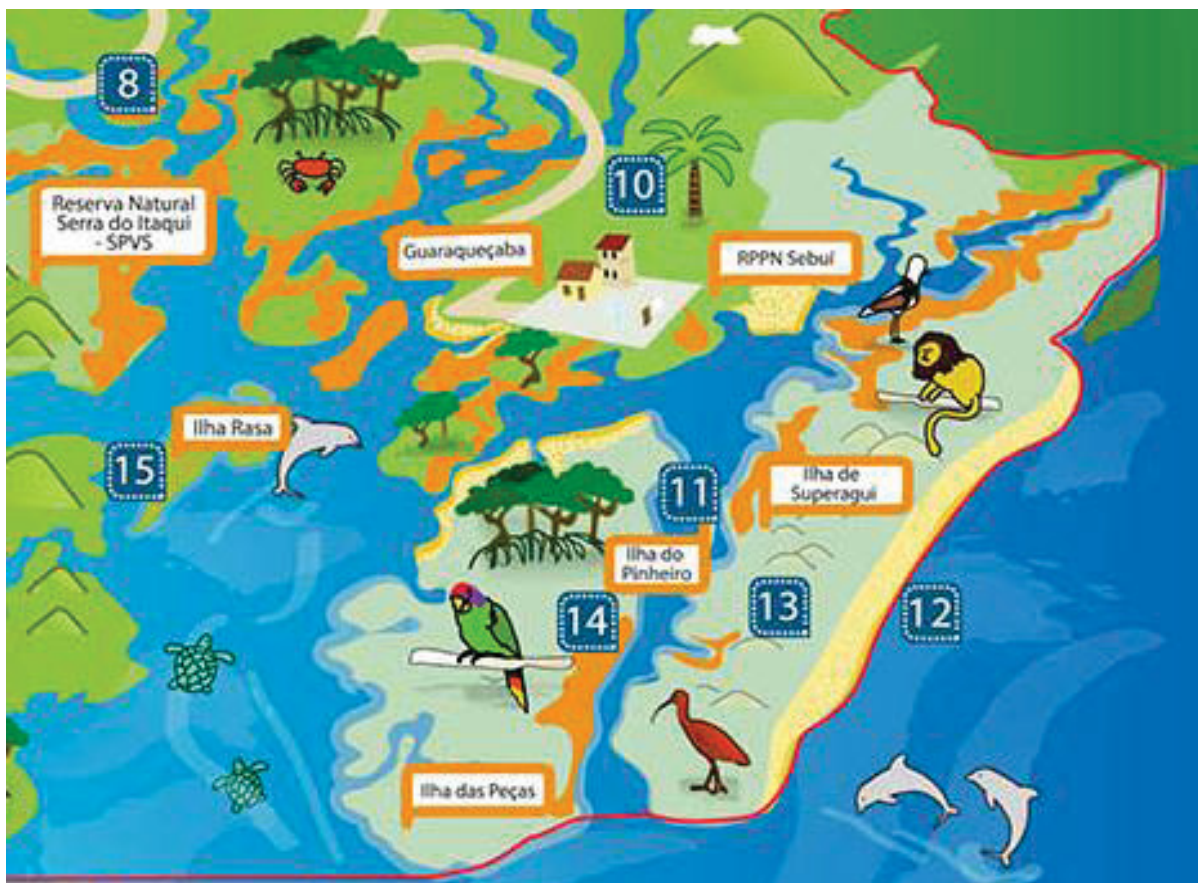 8
Reserva Natural
Serra do Itaqui
- SPVS
10
Guaraqueçaba
RPPN Sebuí
Ilha Rasa
15
11
Ilha de
Superagui
Ilha do
Pinheiro
14
13
12
Ilha das Peças